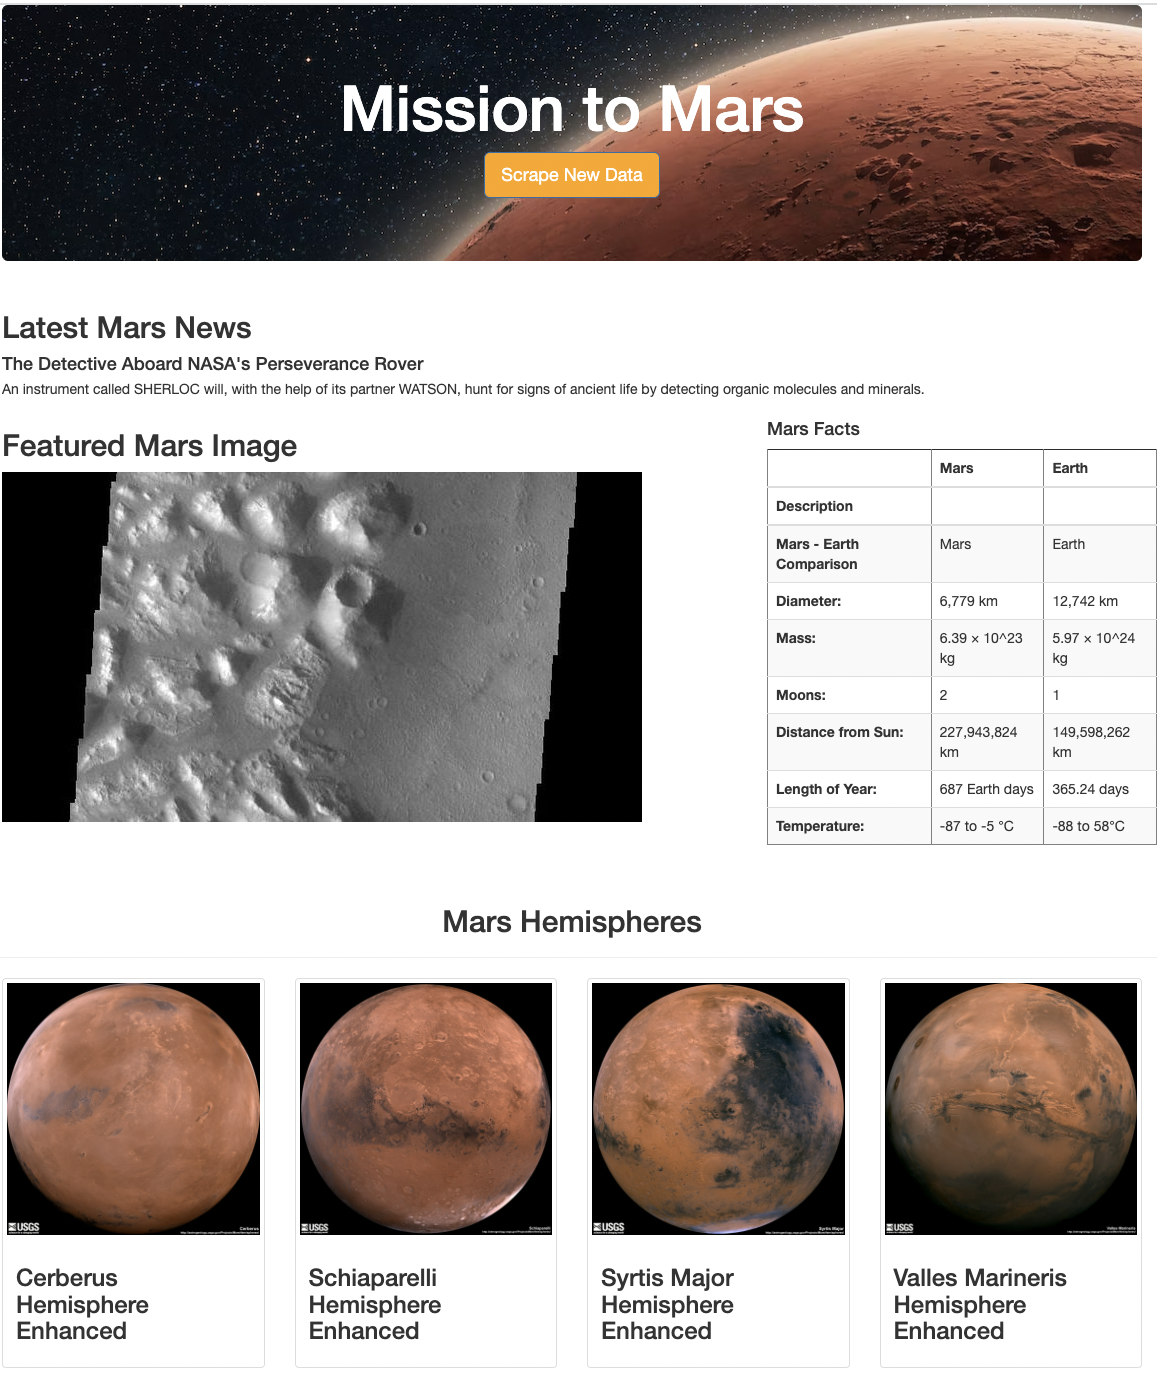 Mission to Mars
Scrape New Data
Latest Mars News
The Detective Aboard NASA's Perseverance Rover
An instrument called SHERLOC will, with the help of its partner WATSON, hunt for signs of ancient life by detecting organic molecules and minerals.
Featured Mars Image
Mars Facts
Mars Earth
Description
Mars - Earth
Comparison
Mars Earth
Diameter: 6,779 km 12,742 km
Mass: 6.39 × 10^23
kg
5.97 × 10^24
kg
Moons: 2 1
Distance from Sun: 227,943,824
km
149,598,262
km
Length of Year: 687 Earth days 365.24 days
Temperature: -87 to -5 °C -88 to 58°C
Mars Hemispheres
USGS
Cerberus
USGS
Schiaparelli
USGS
Syrtis Major
USGS
Valles Marineris
Cerberus
Hemisphere
Enhanced
Schiaparelli
Hemisphere
Enhanced
Syrtis Major
Hemisphere
Enhanced
Valles Marineris
Hemisphere
Enhanced